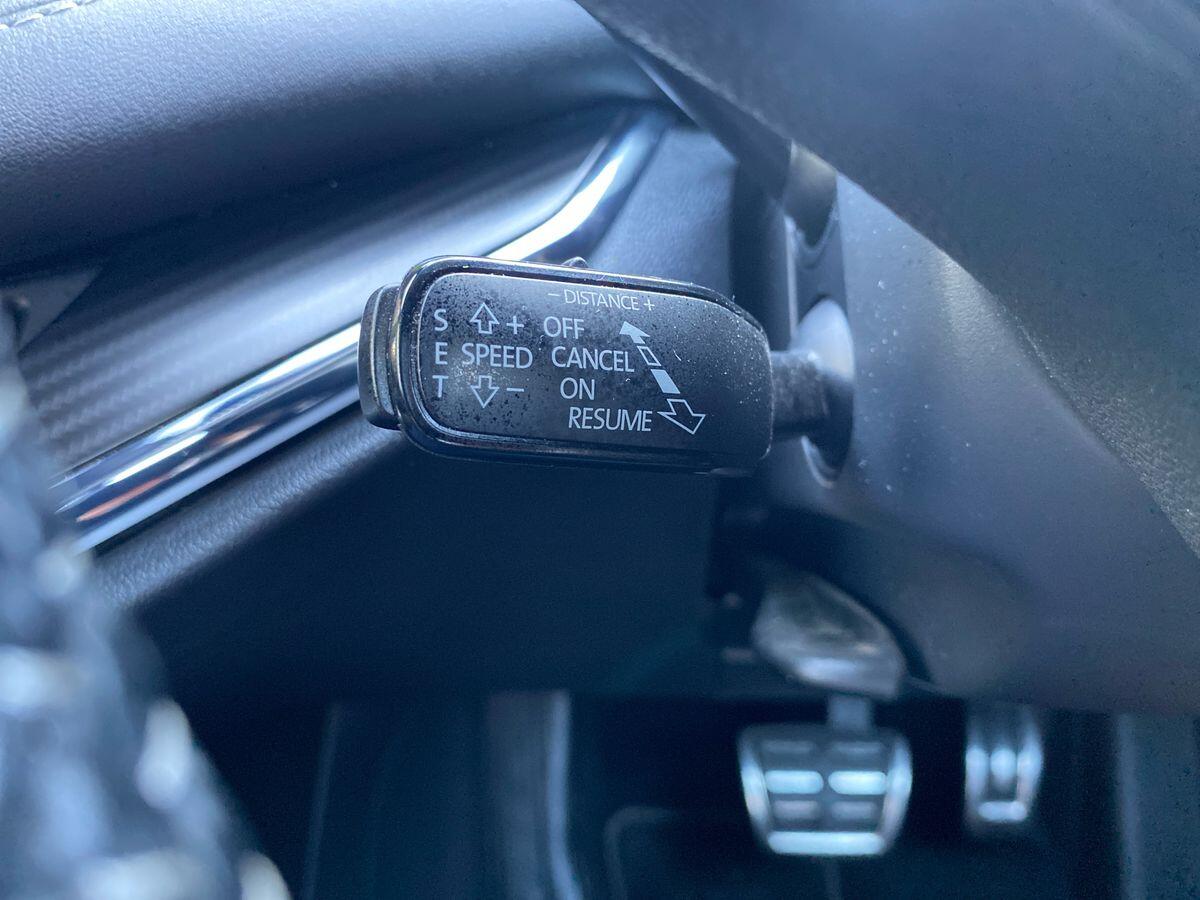 – DISTANCE +
S + OFF
E SPEED CANCEL
T – ON
RESUME